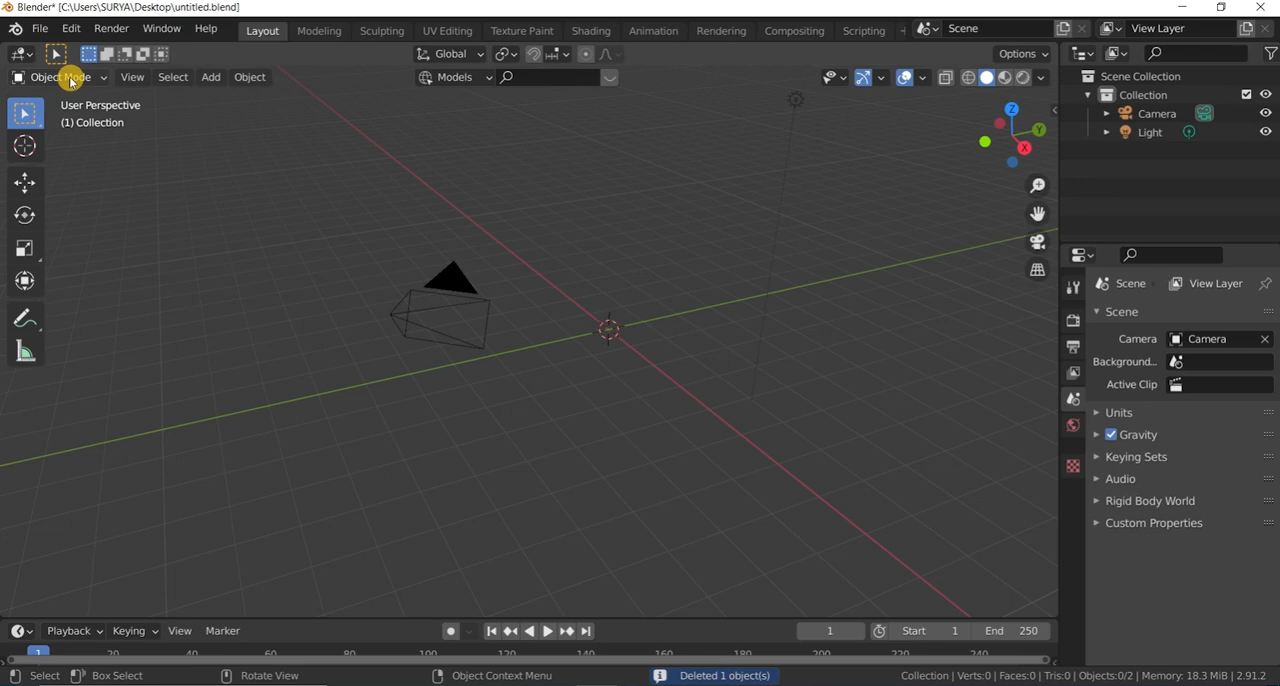 Blender* [C:\Users\SURYA\Desktop\untitled.blend]
File Edit Render Window Help Layout Modeling Sculpting UV Editing Texture Paint Shading Animation Rendering Compositing Scripting Scene View Layer
Global Options
Object Mode View Select Add Object Models
User Perspective
(1) Collection
Z
Y
X
Scene Collection
Collection
Camera
Light
Scene View Layer
Scene
Camera Camera
Background...
Active Clip
Units
Gravity
Keying Sets
Audio
Rigid Body World
Custom Properties
Playback Keying View Marker 1 Start 1 End 250
1 20 40 60 80 100 120 140 160 180 200 220 240
Select Box Select Rotate View Object Context Menu Deleted 1 object(s) Collection | Verts:0 | Faces:0 | Tris:0 | Objects:0/2 | Memory: 18.3 MiB | 2.91.2